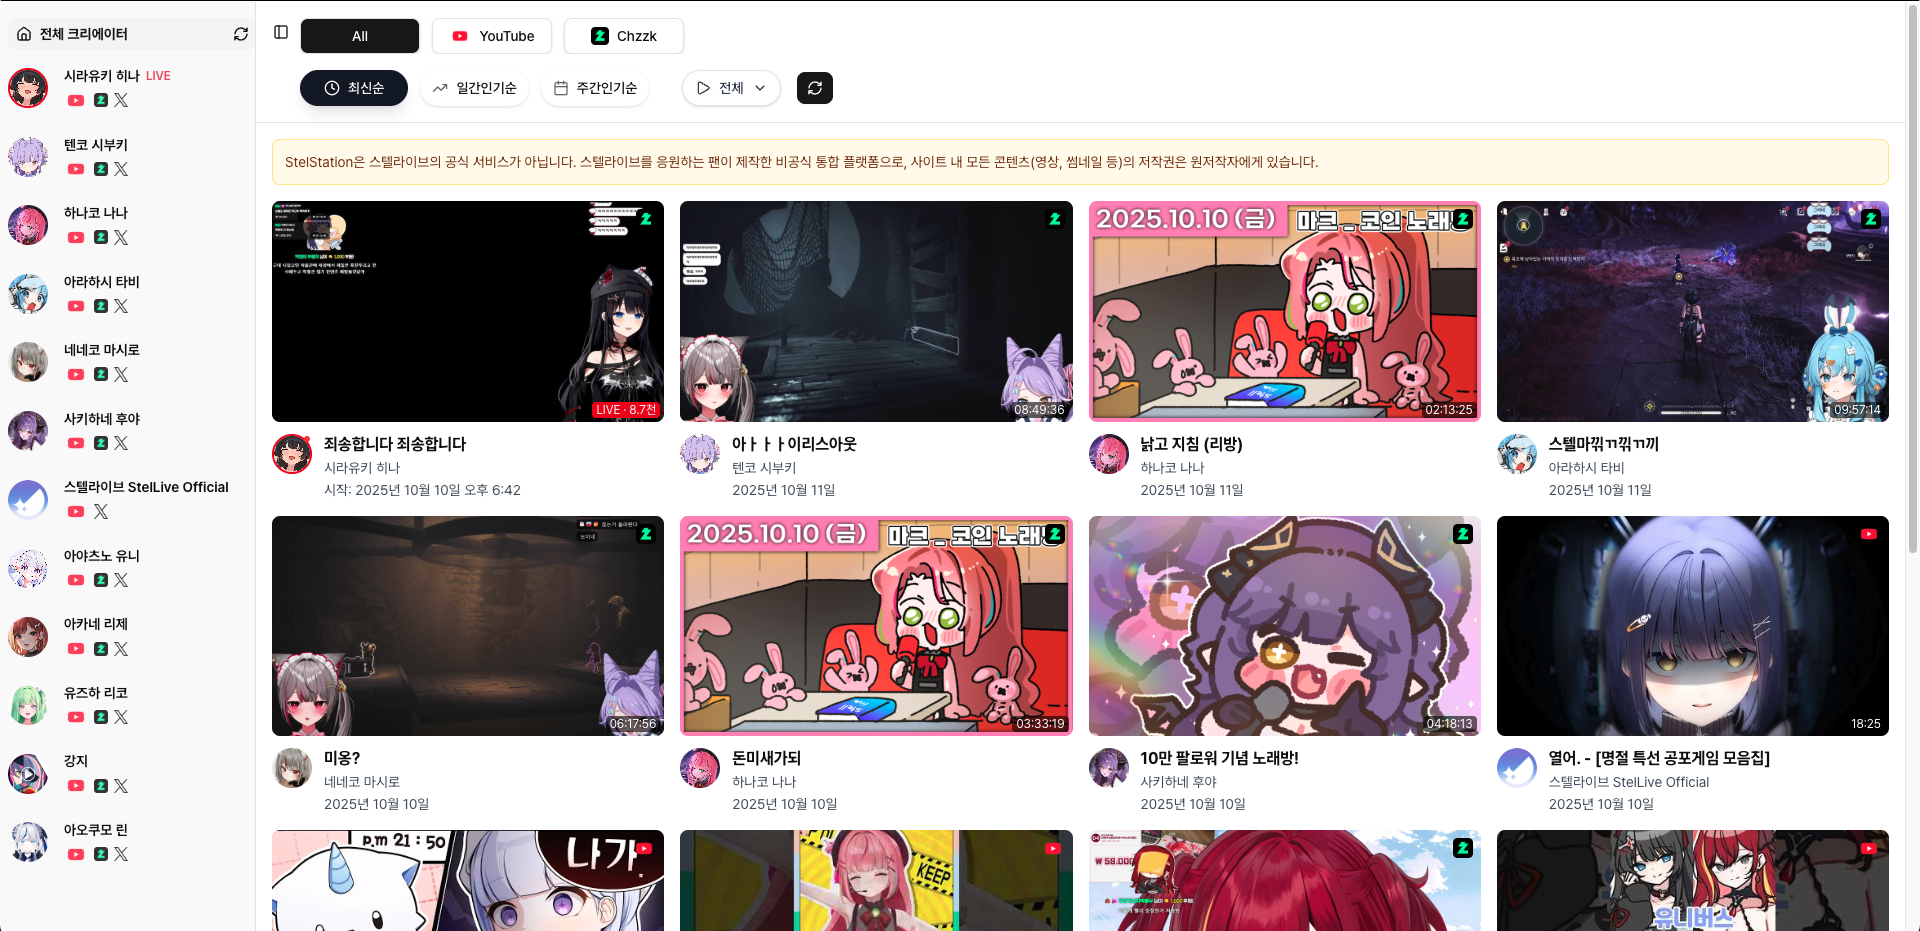 전체 크리에이터
시라유키 히나 LIVE
텐코 시부키
하나코 나나
아라하시 타비
네네코 마시로
사키하네 후야
스텔라이브 StelLive Official
아야츠노 유니
아카네 리제
유즈하 리코
강지
아오쿠모 린
All
YouTube
Chzzk
최신순
일간인기순
주간인기순
전체
StelStation은 스텔라이브의 공식 서비스가 아닙니다. 스텔라이브를 응원하는 팬이 제작한 비공식 통합 플랫폼으로, 사이트 내 모든 콘텐츠(영상, 썸네일 등)의 저작권은 원저작자에게 있습니다.
LIVE · 8.7천
죄송합니다 죄송합니다
시라유키 히나
시작: 2025년 10월 10일 오후 6:42
08:49:36
아ㅏㅏㅏ이리스아웃
텐코 시부키
2025년 10월 11일
2025.10.10 (금)
마크 _ 코인 노래방
02:13:25
낡고 지침 (리방)
하나코 나나
2025년 10월 11일
09:57:14
스텔마꺾ㄲ꺾ㄲ끼
아라하시 타비
2025년 10월 11일
06:17:56
미옹?
네네코 마시로
2025년 10월 10일
2025.10.10 (금)
마크 _ 코인 노래방
03:33:19
돈미새가되
하나코 나나
2025년 10월 10일
04:18:13
10만 팔로워 기념 노래방!
사키하네 후야
2025년 10월 10일
18:25
열어. - [명절 특선 공포게임 모음집]
스텔라이브 StelLive Official
2025년 10월 10일
p.m 21 : 50
나가.
KEEP
₩ 59,000
유니버스